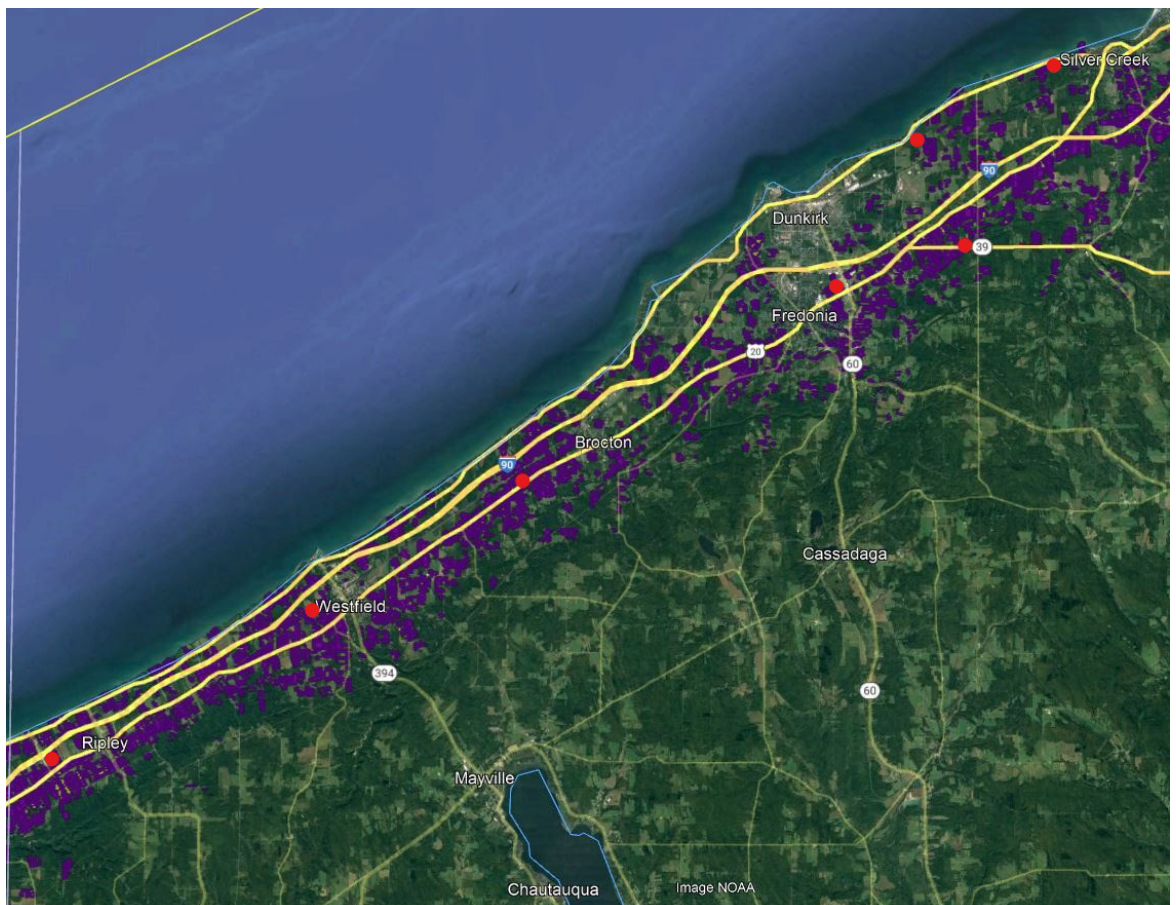 Silver Creek
90
Dunkirk
39
Fredonia
20
60
Brocton
90
Cassadaga
Westfield
394
60
Ripley
Mayville
Chautauqua
Image NOAA